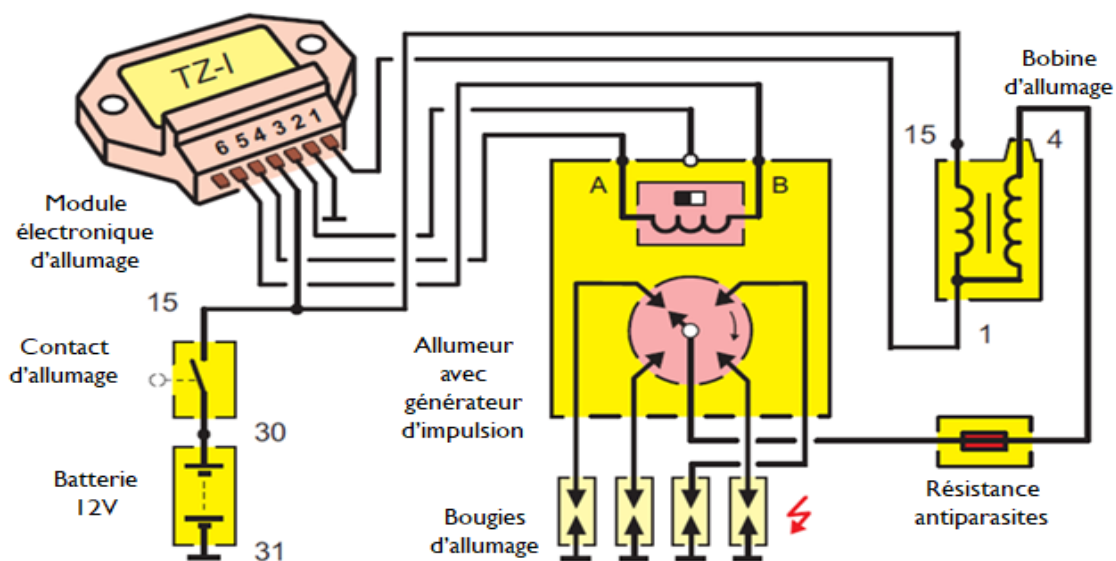 TZ-I
6 5 4 3 2 1
Module
électronique
d'allumage
Bobine
d'allumage
15
4
1
A
B
15
Contact
d'allumage
30
Batterie
12V
31
Allumeur
avec
générateur
d'impulsion
Bougies
d'allumage
Résistance
antiparasites